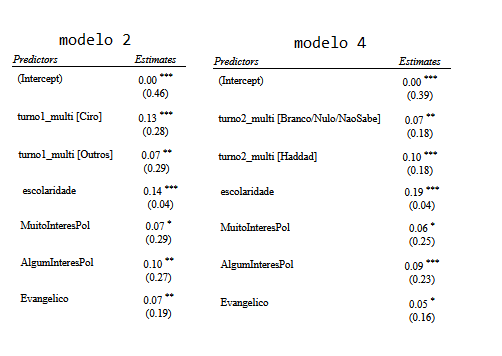 modelo 2
Predictors Estimates
(Intercept) 0.00 ***
(0.46)
turno1_multi [Ciro] 0.13 ***
(0.28)
turno1_multi [Outros] 0.07 **
(0.29)
escolaridade 0.14 ***
(0.04)
MuitoInteresPol 0.07 *
(0.29)
AlgumInteresPol 0.10 **
(0.27)
Evangelico 0.07 **
(0.19)
modelo 4
Predictors Estimates
(Intercept) 0.00 ***
(0.39)
turno2_multi [Branco/Nulo/NaoSabe] 0.07 **
(0.18)
turno2_multi [Haddad] 0.10 ***
(0.18)
escolaridade 0.19 ***
(0.04)
MuitoInteresPol 0.06 *
(0.25)
AlgumInteresPol 0.09 ***
(0.23)
Evangelico 0.05 *
(0.16)